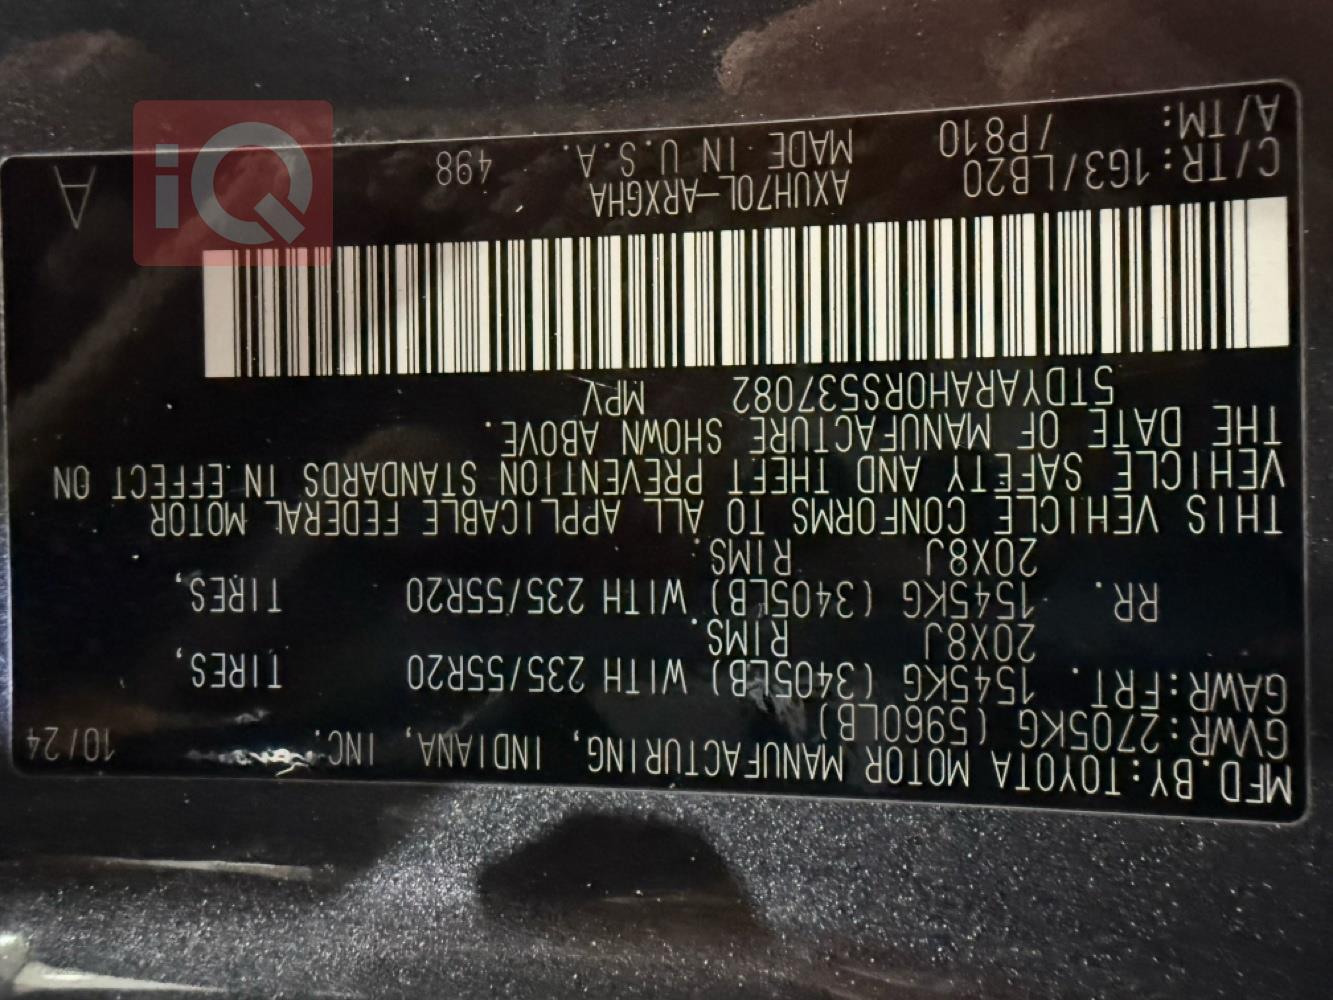 MFD.BY:TOYOTA MOTOR MANUFACTURING, INDIANA, INC. 10/24
GVWR:2705KG (5960LB)
GAWR:FRT. 1545KG (3405LB) WITH 235/55R20 TIRES,
20X8J RIMS.
RR. 1545KG (3405LB) WITH 235/55R20 TIRES,
20X8J RIMS.
THIS VEHICLE CONFORMS TO ALL APPLICABLE FEDERAL MOTOR
VEHICLE SAFETY AND THEFT PREVENTION STANDARDS IN EFFECT ON
THE DATE OF MANUFACTURE SHOWN ABOVE.
5TDYARAH0RS537082 MPV
C/TR:1G3/LB20 AXUH70L-ARXGHA
A/TM: /P810 MADE IN U.S.A. 498 A
iQ